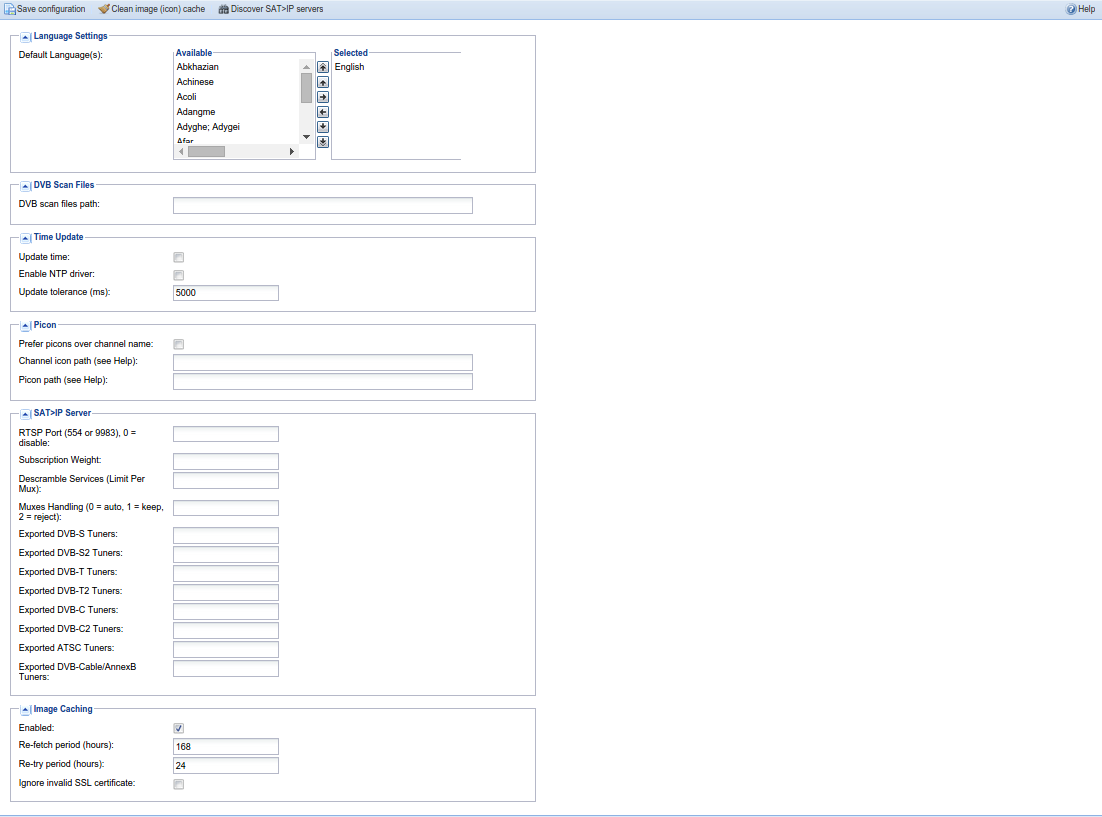 Save configuration Clean image (icon) cache Discover SAT>IP servers Help
Language Settings
Default Language(s): Available Selected
Abkhazian English
Achinese
Acoli
Adangme
Adyghe; Adygei
Afar
DVB Scan Files
DVB scan files path:
Time Update
Update time:
Enable NTP driver:
Update tolerance (ms): 5000
Picon
Prefer picons over channel name:
Channel icon path (see Help):
Picon path (see Help):
SAT>IP Server
RTSP Port (554 or 9983), 0 =
disable:
Subscription Weight:
Descramble Services (Limit Per
Mux):
Muxes Handling (0 = auto, 1 = keep,
2 = reject):
Exported DVB-S Tuners:
Exported DVB-S2 Tuners:
Exported DVB-T Tuners:
Exported DVB-T2 Tuners:
Exported DVB-C Tuners:
Exported DVB-C2 Tuners:
Exported ATSC Tuners:
Exported DVB-Cable/AnnexB
Tuners:
Image Caching
Enabled:
Re-fetch period (hours): 168
Re-try period (hours): 24
Ignore invalid SSL certificate: